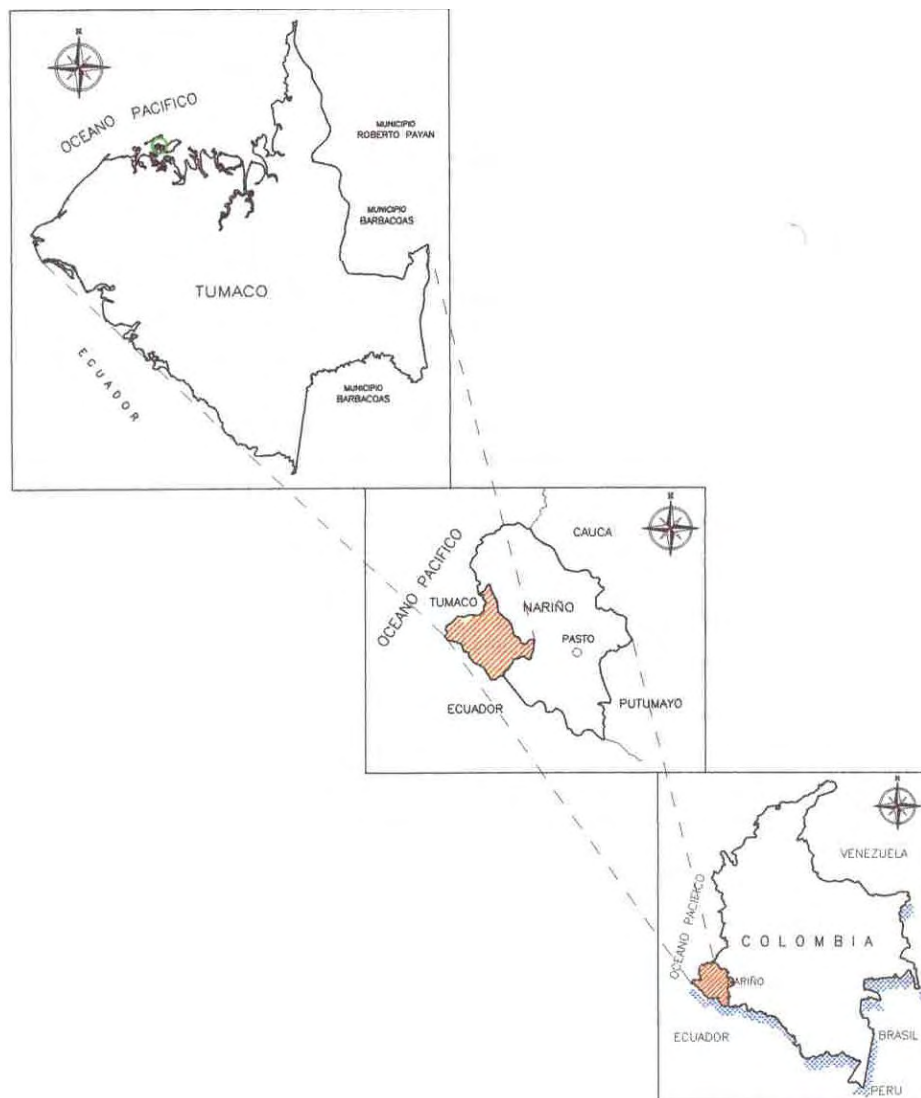 N
OCEANO PACIFICO
MUNICIPIO
ROBERTO PAYAN
MUNICIPIO
BARBACOAS
TUMACO
ECUADOR
MUNICIPIO
BARBACOAS
N
CAUCA
OCEANO PACIFICO
TUMACO
NARIÑO
PASTO
ECUADOR
PUTUMAYO
N
VENEZUELA
OCEANO PACIFICO
COLOMBIA
ARIÑO
ECUADOR
BRASIL
PERU